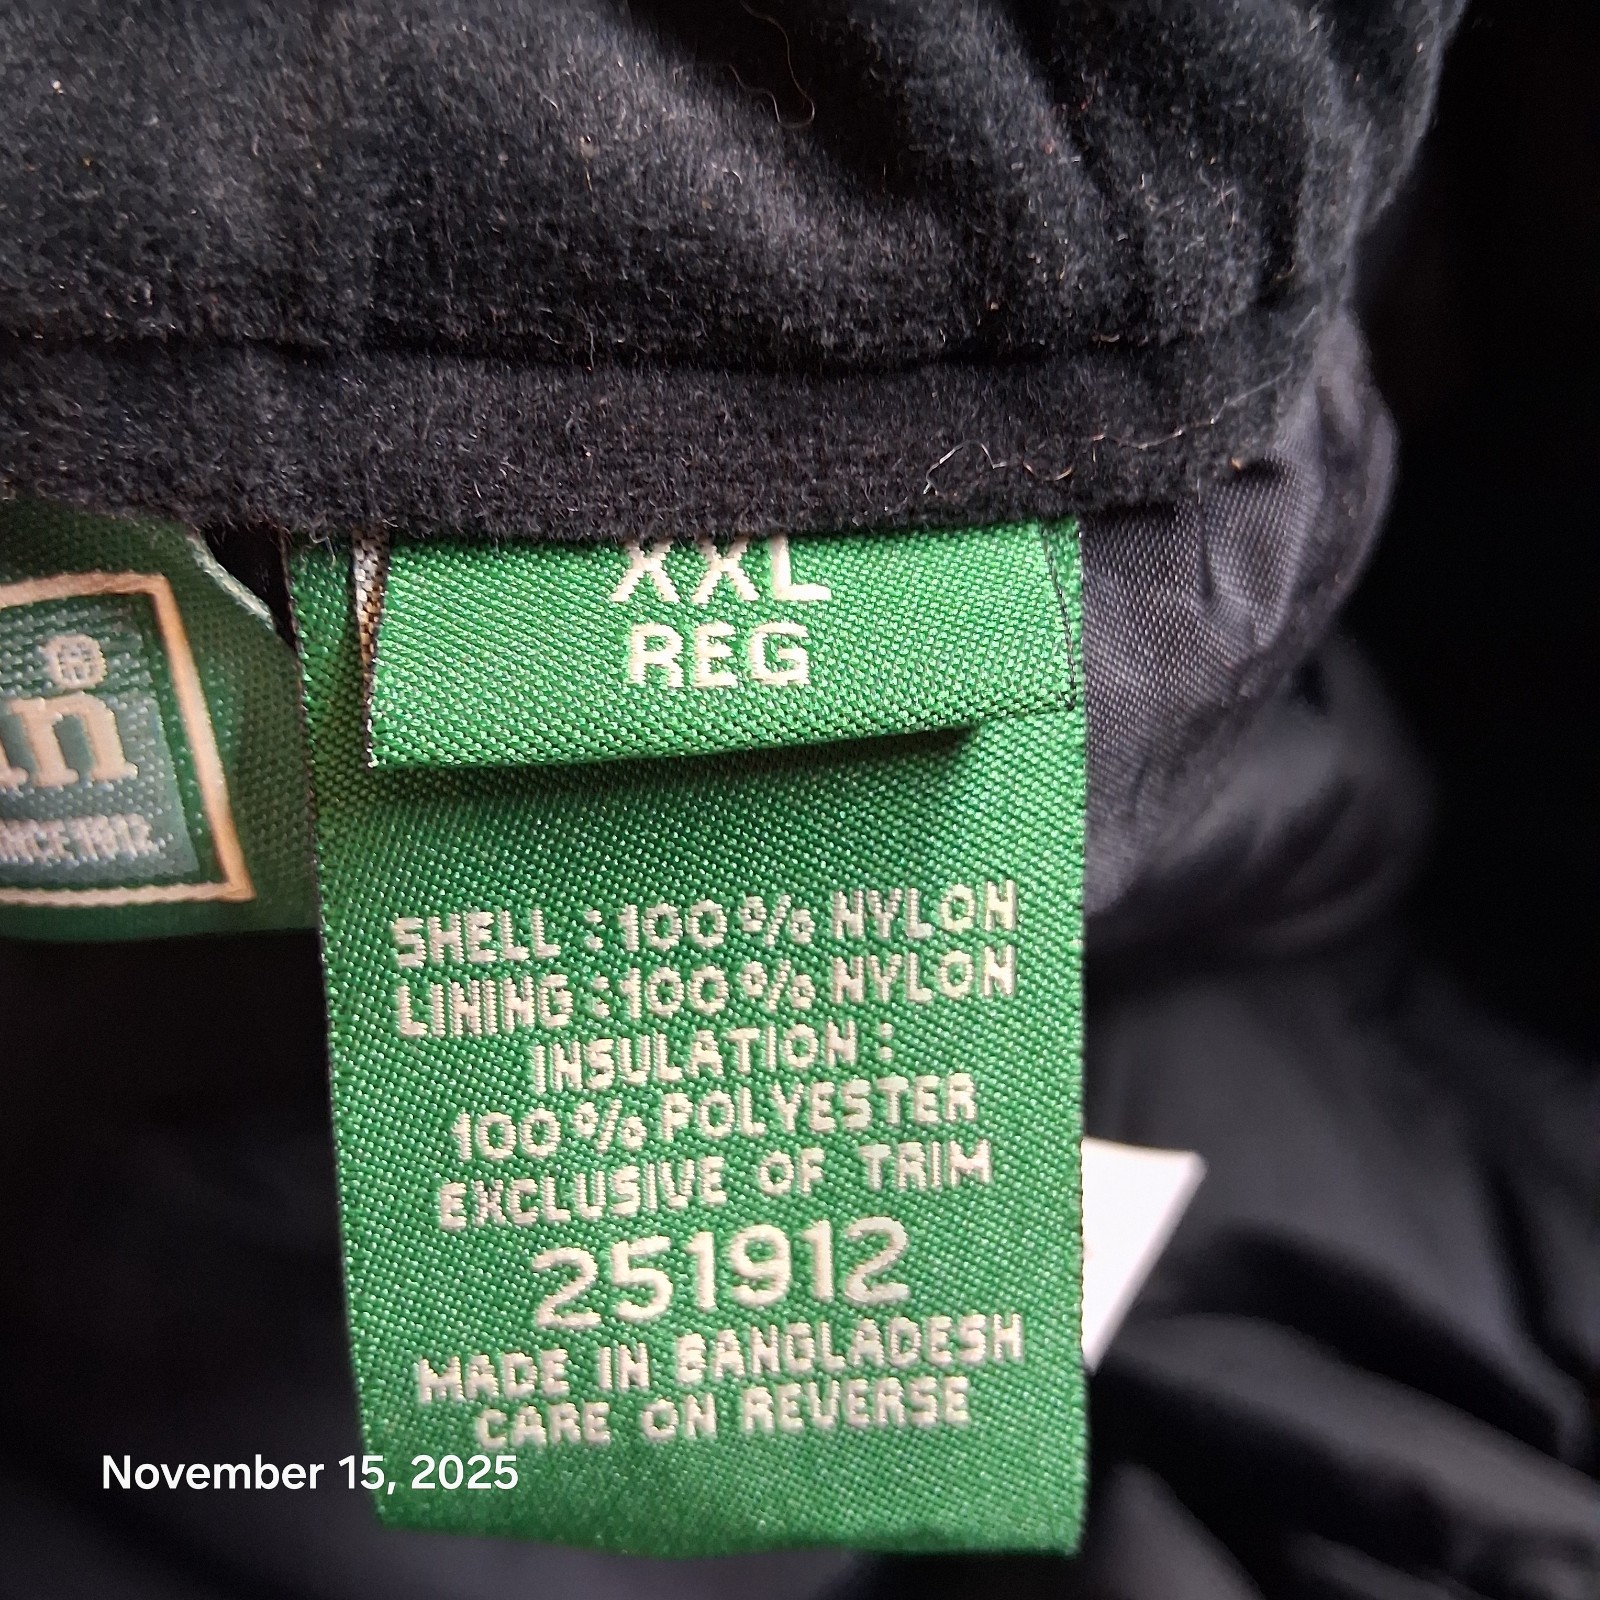 XXL
REG
®
SINCE 1912
SHELL : 100% NYLON
LINING : 100% NYLON
INSULATION :
100% POLYESTER
EXCLUSIVE OF TRIM
251912
MADE IN BANGLADESH
CARE ON REVERSE
November 15, 2025